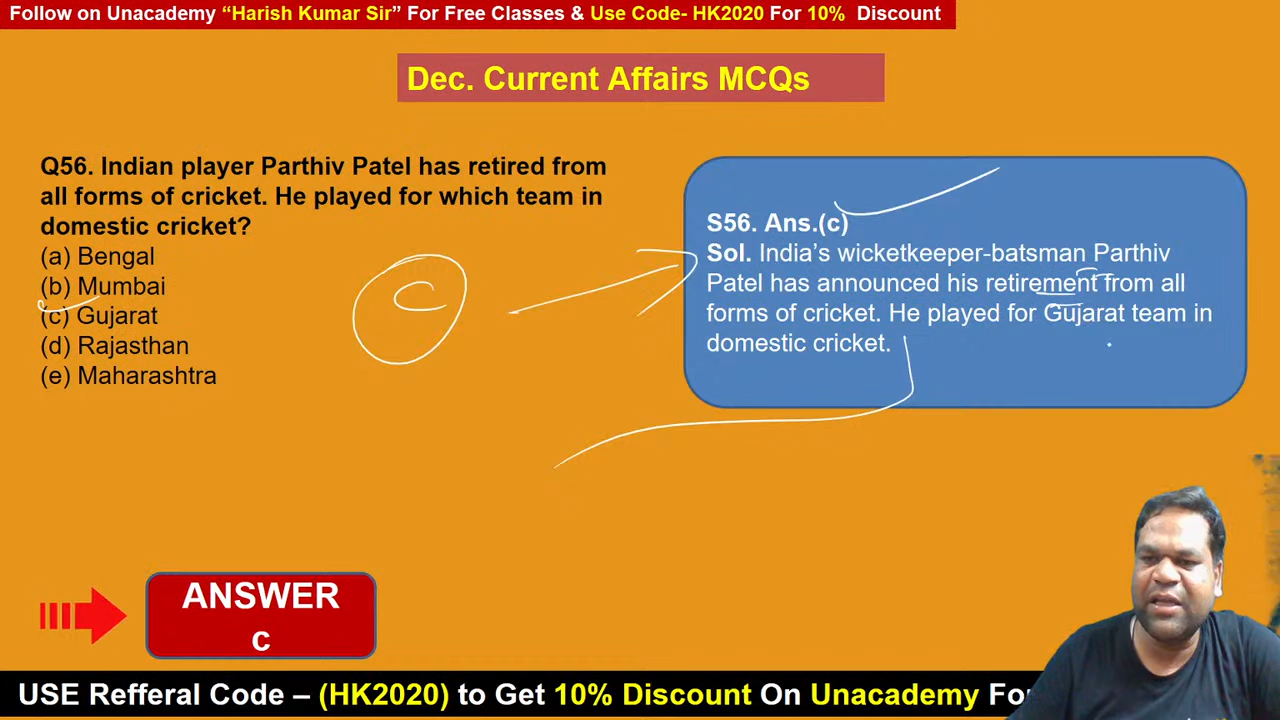 Follow on Unacademy “Harish Kumar Sir” For Free Classes & Use Code- HK2020 For 10% Discount
Dec. Current Affairs MCQs
Q56. Indian player Parthiv Patel has retired from
all forms of cricket. He played for which team in
domestic cricket?
(a) Bengal
(b) Mumbai
(c) Gujarat
(d) Rajasthan
(e) Maharashtra
C
S56. Ans.(c)
Sol. India’s wicketkeeper-batsman Parthiv
Patel has announced his retirement from all
forms of cricket. He played for Gujarat team in
domestic cricket.
ANSWER
c
USE Refferal Code – (HK2020) to Get 10% Discount On Unacademy For